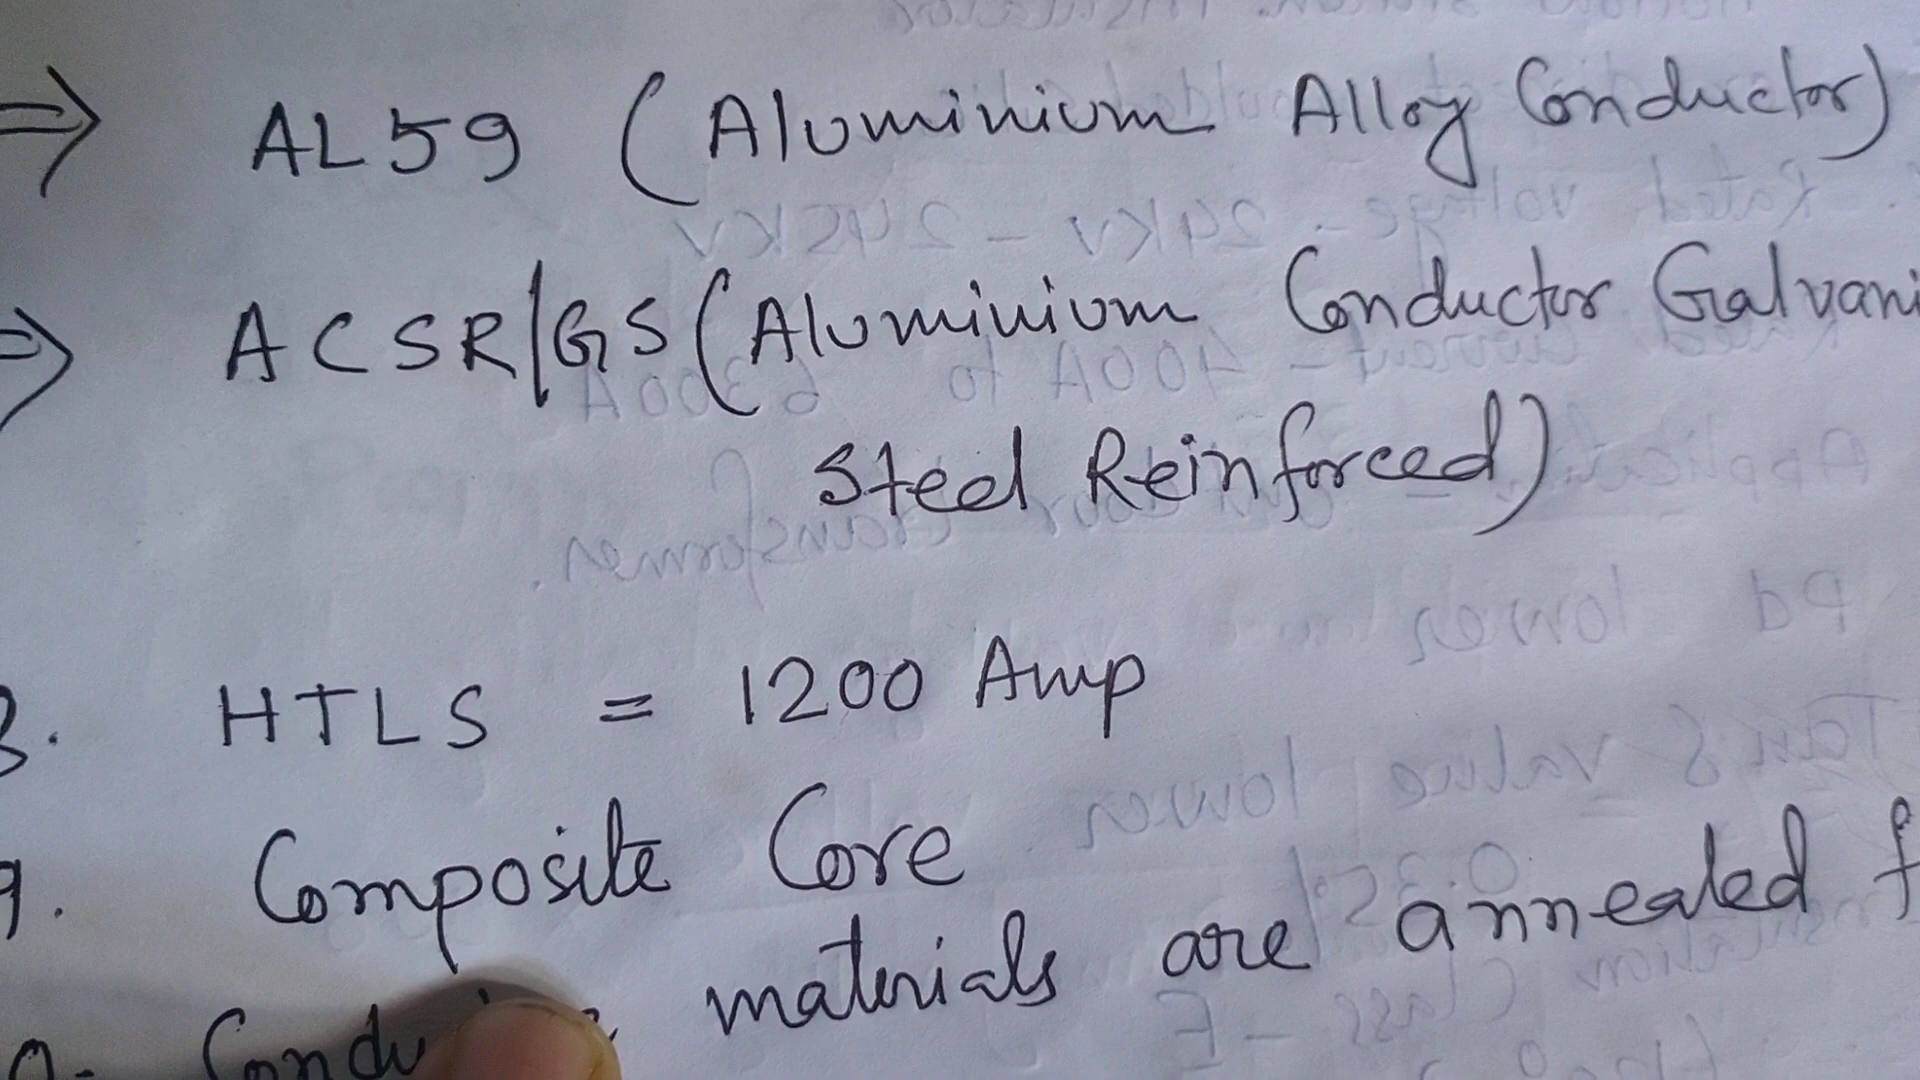 ⇒ AL59 (Aluminium Alloy Conductor)
⇒ ACSR/GS (Aluminium Conductor Galvani
Steel Reinforced)
HTLS = 1200 Amp
9. Composite Core
materials are annealed f